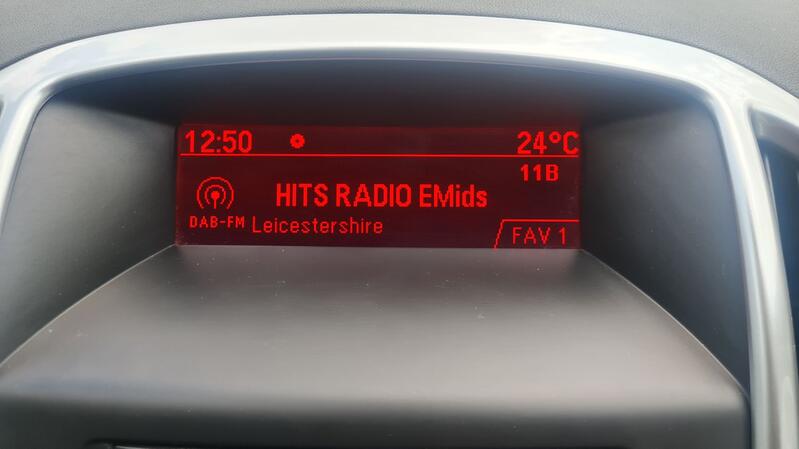 12:50 24°C
11B
HITS RADIO EMids
DAB-FM Leicestershire
FAV 1